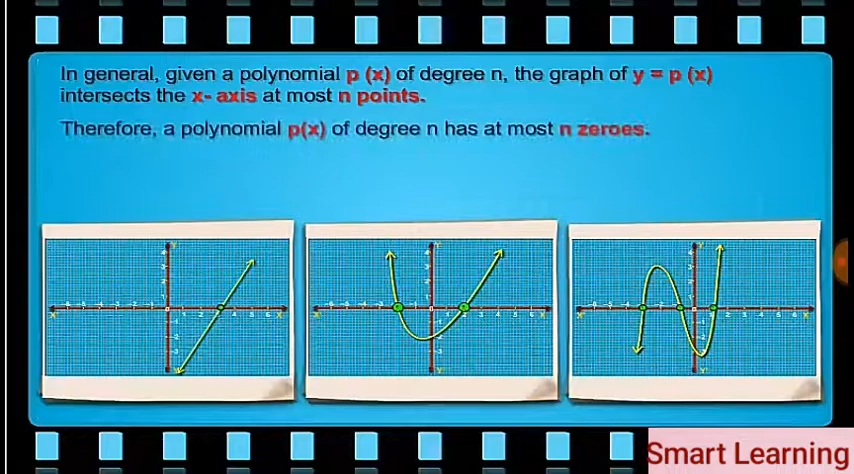 In general, given a polynomial p (x) of degree n, the graph of y = p (x)
intersects the x- axis at most n points.
Therefore, a polynomial p(x) of degree n has at most n zeroes.
Smart Learning